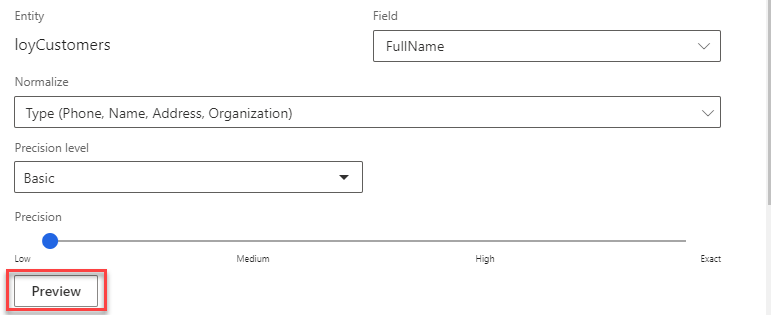 Entity Field
loyCustomers FullName
Normalize
Type (Phone, Name, Address, Organization)
Precision level
Basic
Precision
Low Medium High Exact
Preview